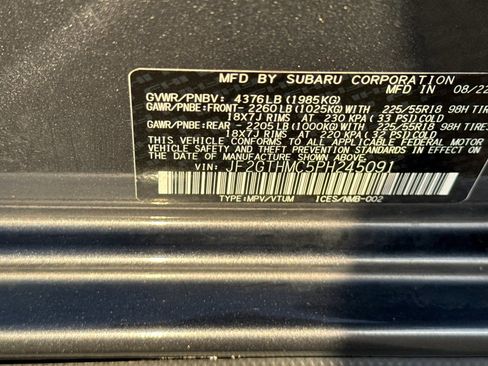 MFD BY SUBARU CORPORATION
MADE IN 08/22
GVWR/PNBV: 4376LB(1985KG)
GAWR/PNBE:FRONT- 2260LB(1025KG)WITH 225/55R18 98H TIRES
18X7J RIMS AT 230 KPA(33 PSI)COLD
GAWR/PNBE:REAR - 2205LB(1000KG)WITH 225/55R18 98H TIRES
18X7J RIMS AT 220 KPA(32 PSI)COLD
THIS VEHICLE CONFORMS TO ALL APPLICABLE FEDERAL MOTOR
VEHICLE SAFETY AND THEFT PREVENTION STANDARDS IN EFFECT
ON THE DATE OF MANUFACTURE SHOWN ABOVE.
VIN: JF2GTHMC5PH245091
TYPE:MPV/VTUM ICES/NMB-002